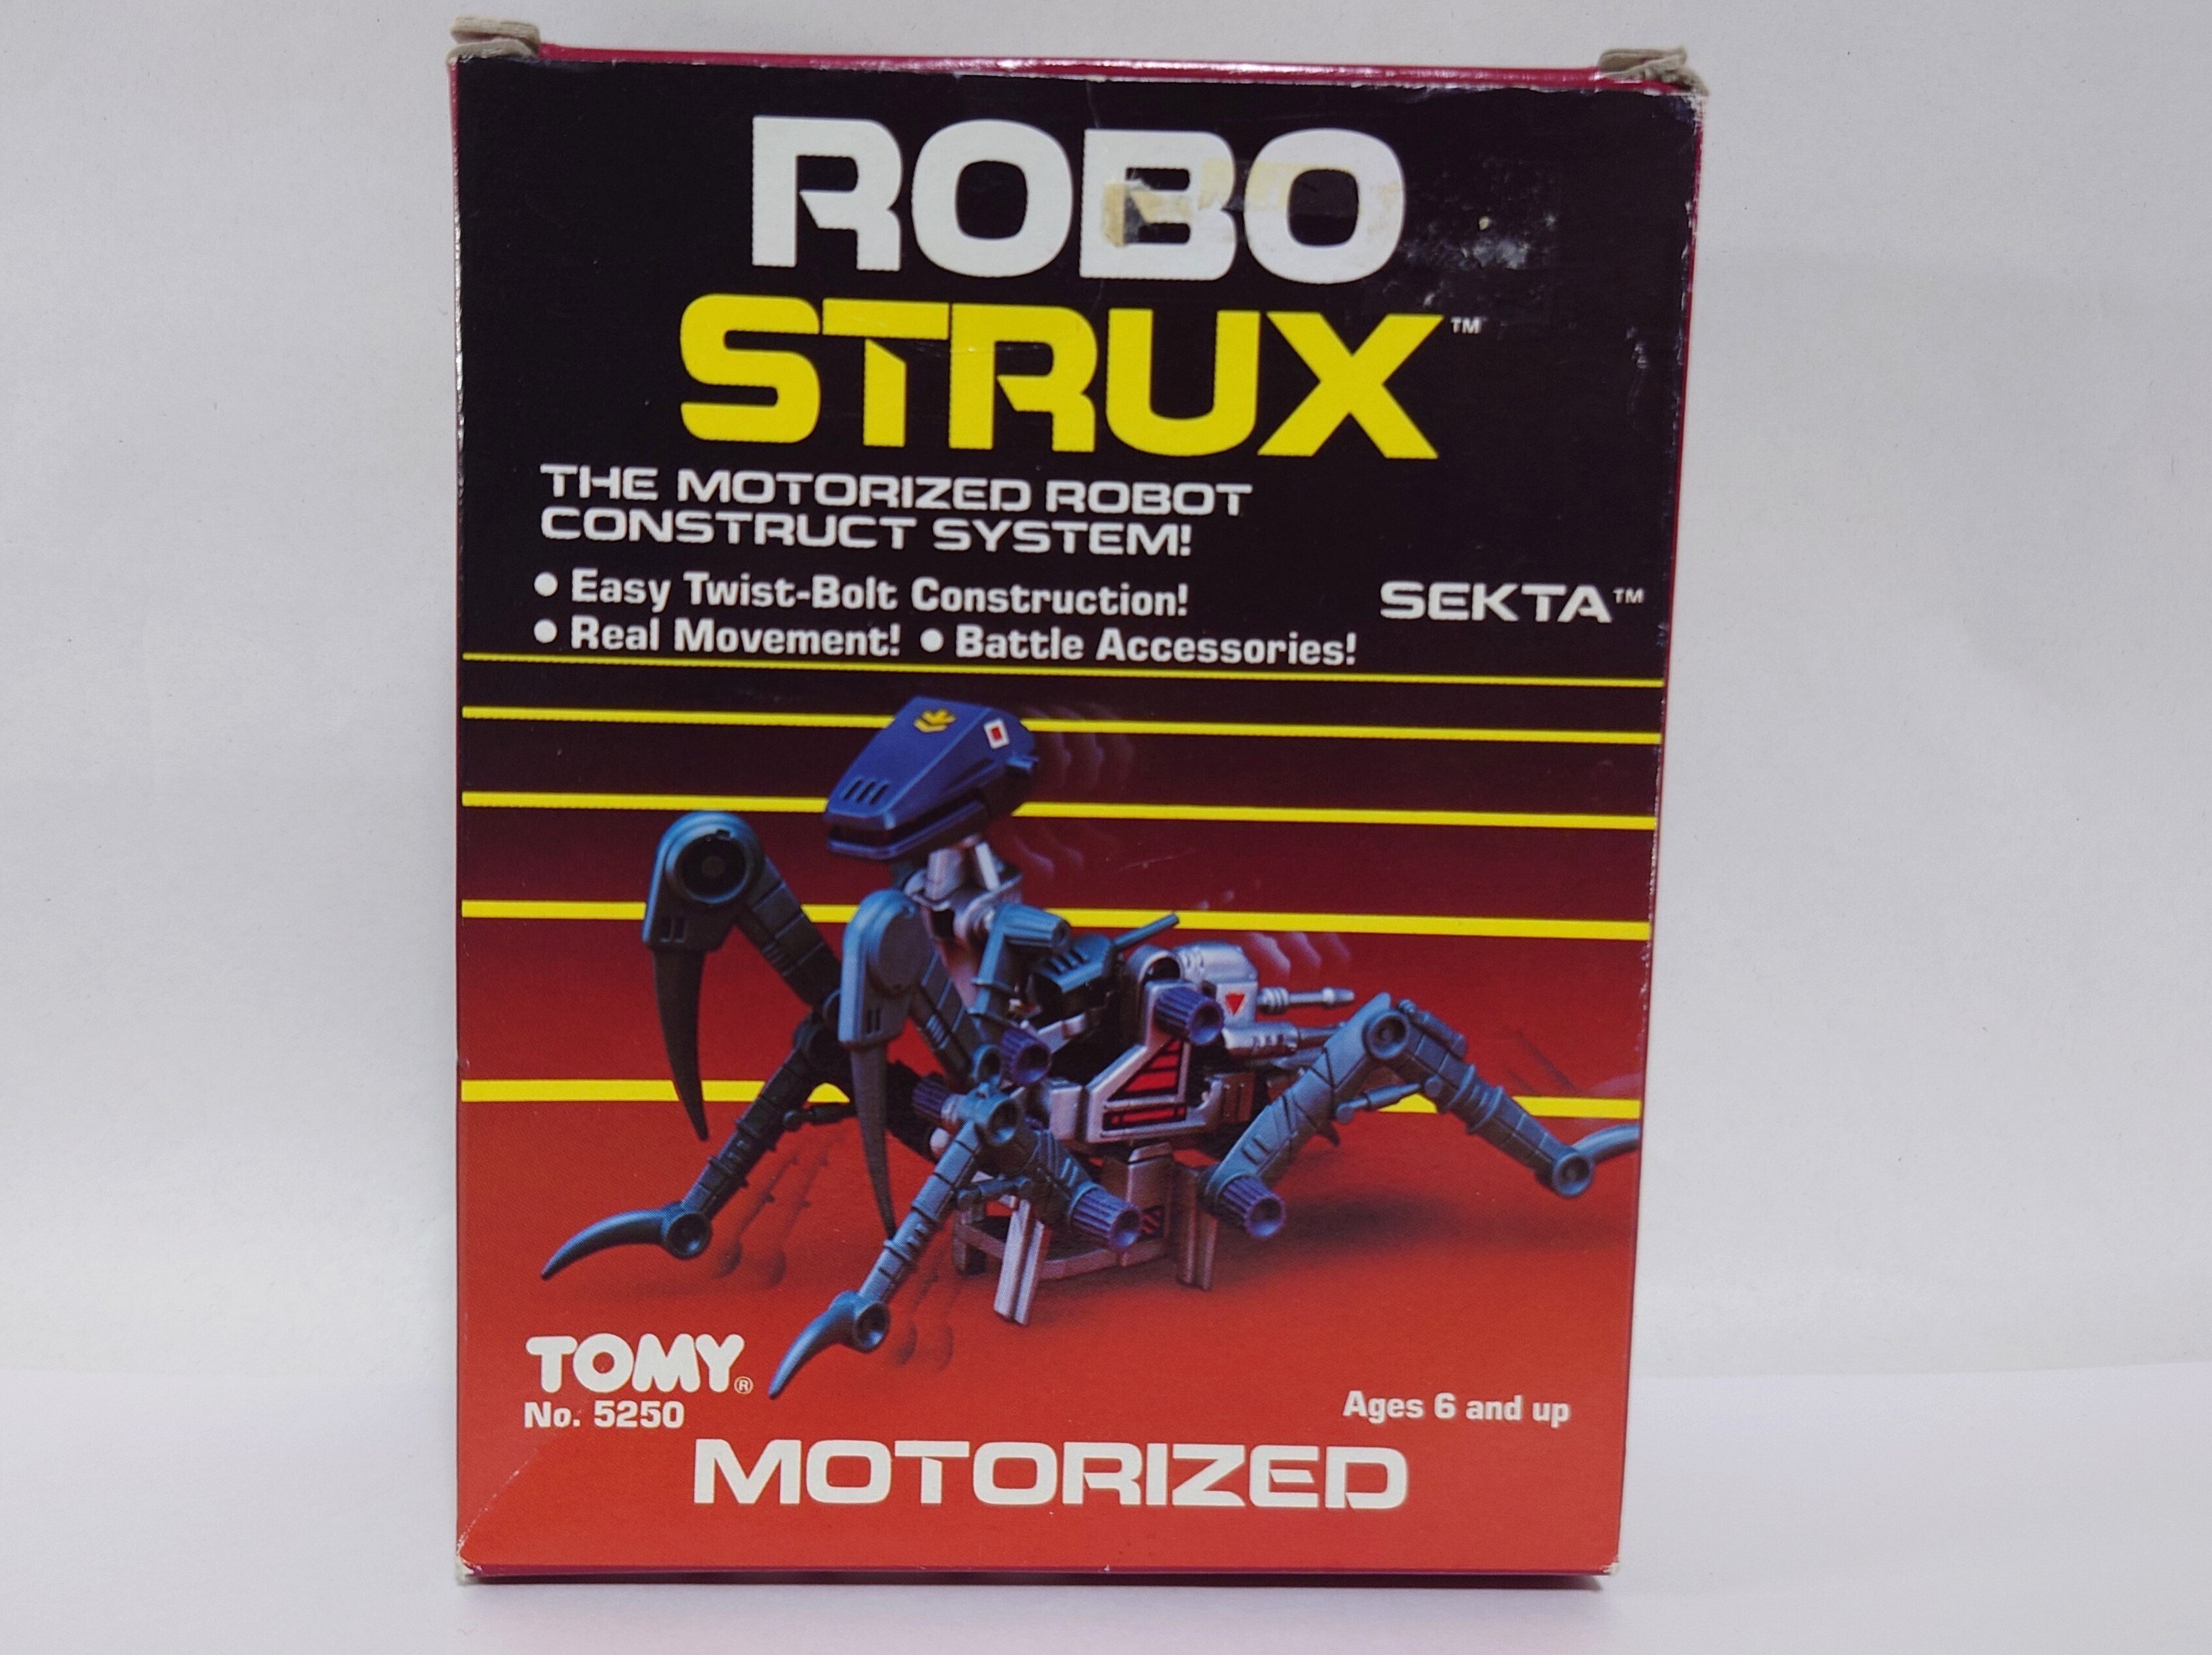 ROBO
STRUX™
THE MOTORIZED ROBOT
CONSTRUCT SYSTEM!
• Easy Twist-Bolt Construction!
• Real Movement! • Battle Accessories!
SEKTA™
TOMY®
No. 5250
Ages 6 and up
MOTORIZED